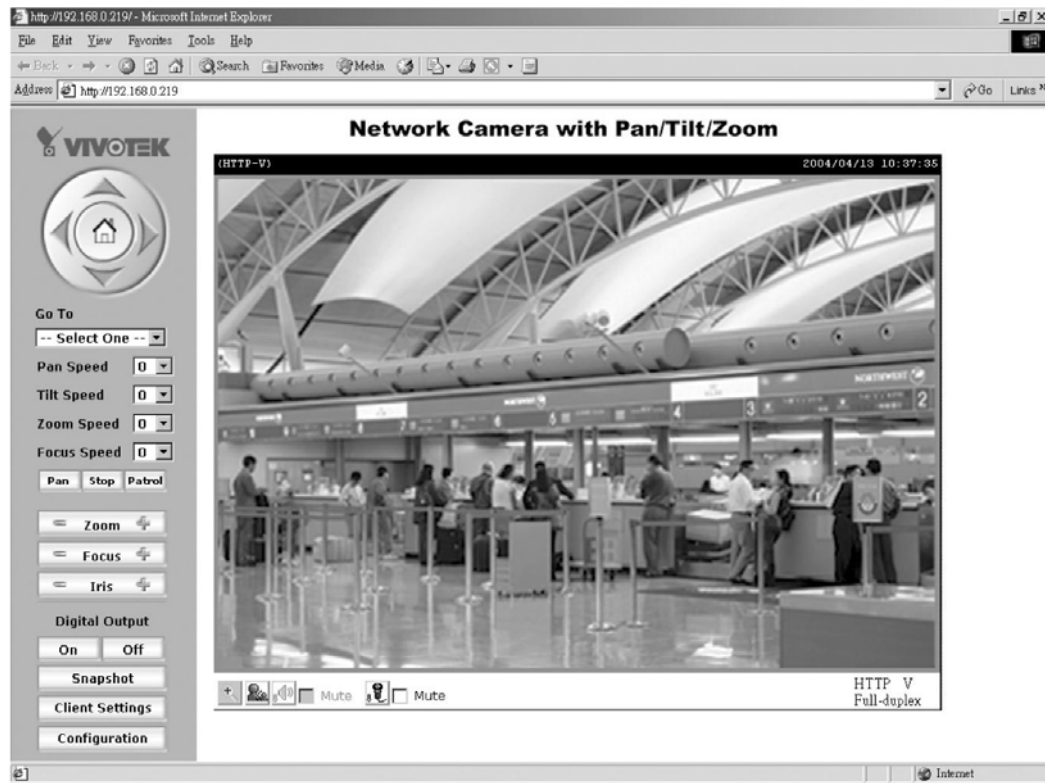 http://192.168.0.219/ - Microsoft Internet Explorer
File Edit View Favorites Tools Help
Back Search Favorites Media
Address http://192.168.0.219 Go Links
VIVOTEK
Network Camera with Pan/Tilt/Zoom
(HTTP-V) 2004/04/13 10:37:35
NORTHWEST
4 3 2
Go To
-- Select One --
Pan Speed 0
Tilt Speed 0
Zoom Speed 0
Focus Speed 0
Pan Stop Patrol
Zoom
Focus
Iris
Digital Output
On Off
Snapshot
Client Settings
Configuration
Mute Mute
HTTP V
Full-duplex
Internet